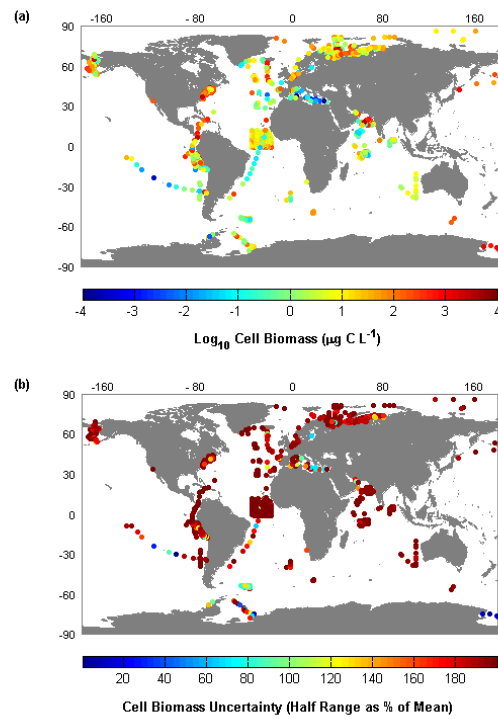 (a)
-160 -80 0 80 160
90
60
30
0
-30
-60
-90
-4 -3 -2 -1 0 1 2 3 4
Log10 Cell Biomass (μg C L-1)
(b)
-160 -80 0 80 160
90
60
30
0
-30
-60
-90
20 40 60 80 100 120 140 160 180
Cell Biomass Uncertainty (Half Range as % of Mean)